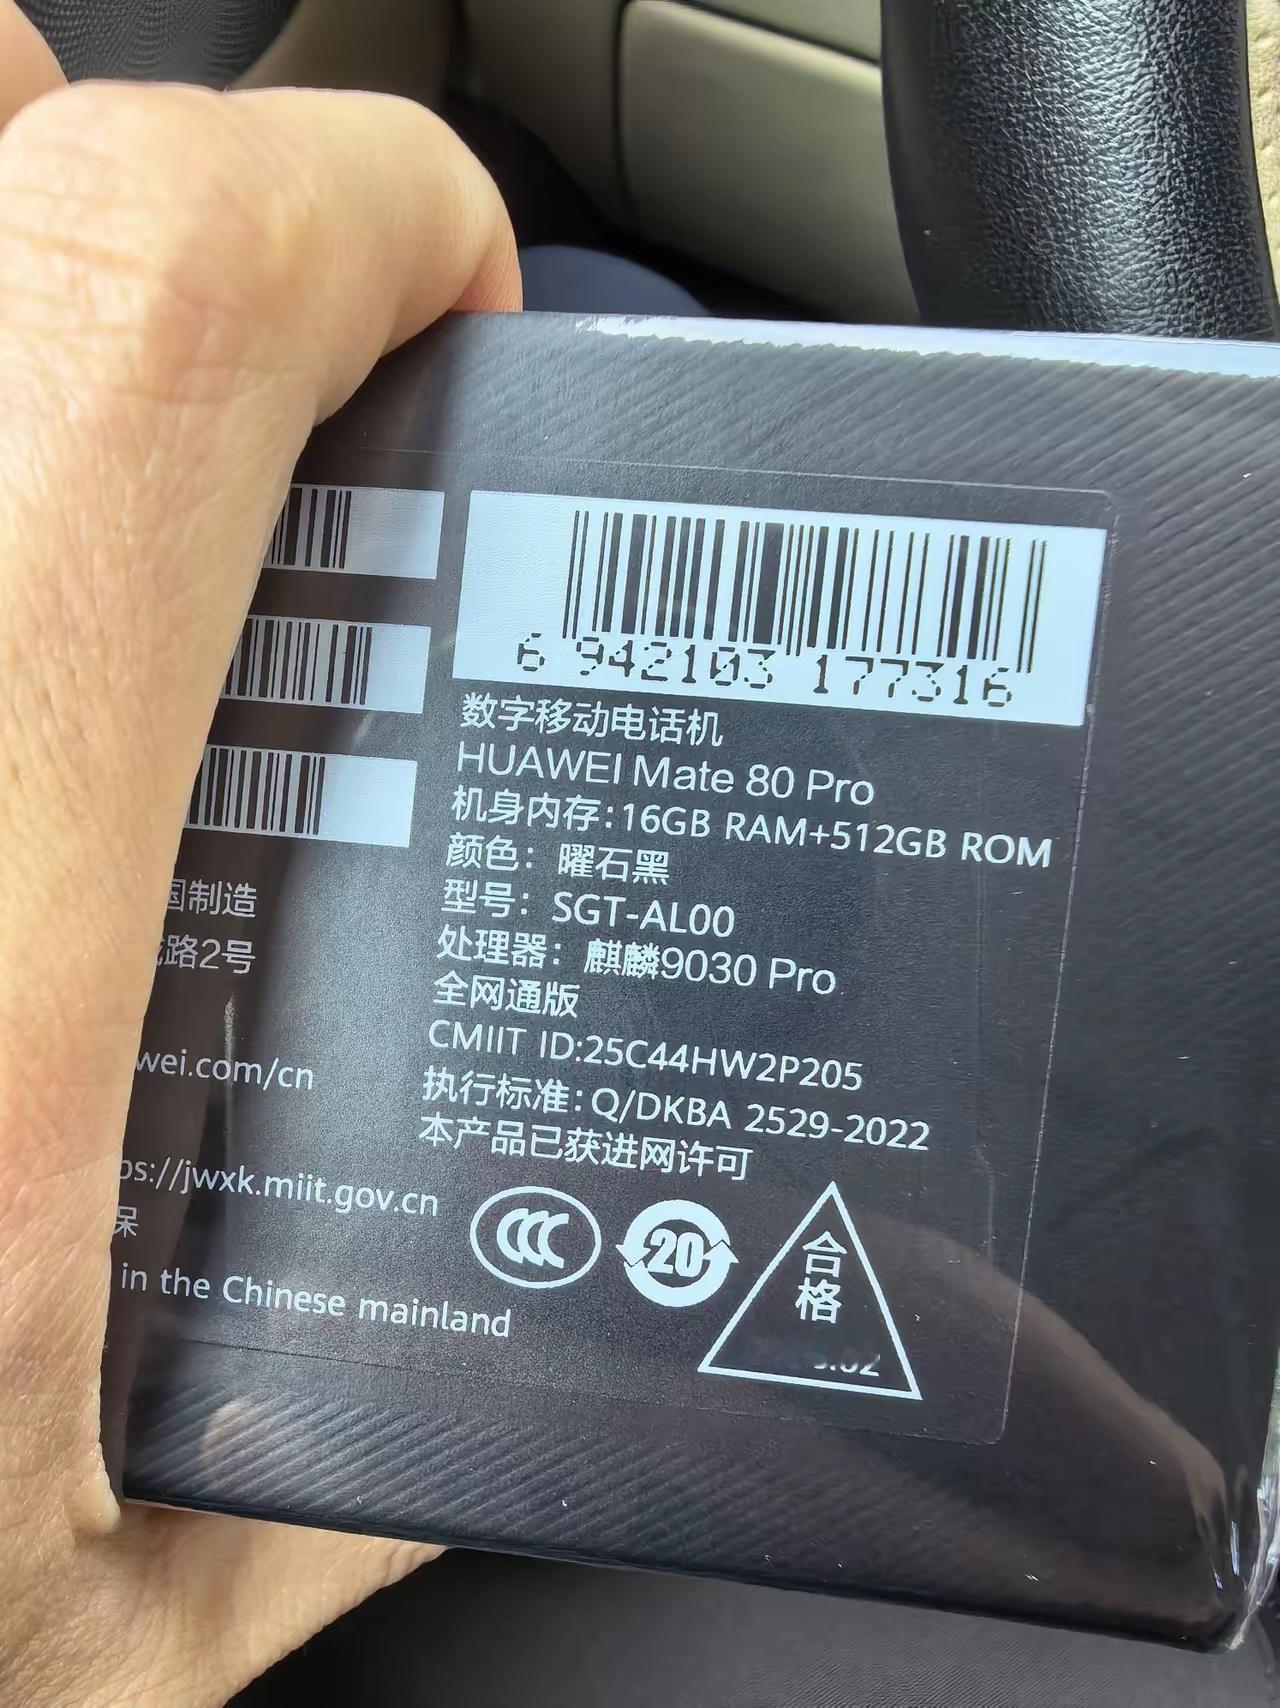 6 942103 177316
数字移动电话机
HUAWEI Mate 80 Pro
机身内存:16GB RAM+512GB ROM
颜色：曜石黑
型号：SGT-AL00
处理器：麒麟9030 Pro
全网通版
CMIIT ID:25C44HW2P205
执行标准:Q/DKBA 2529-2022
本产品已获进网许可
CCC
20
合格
国制造
路2号
wei.com/cn
ps://jwxk.miit.gov.cn
保
in the Chinese mainland